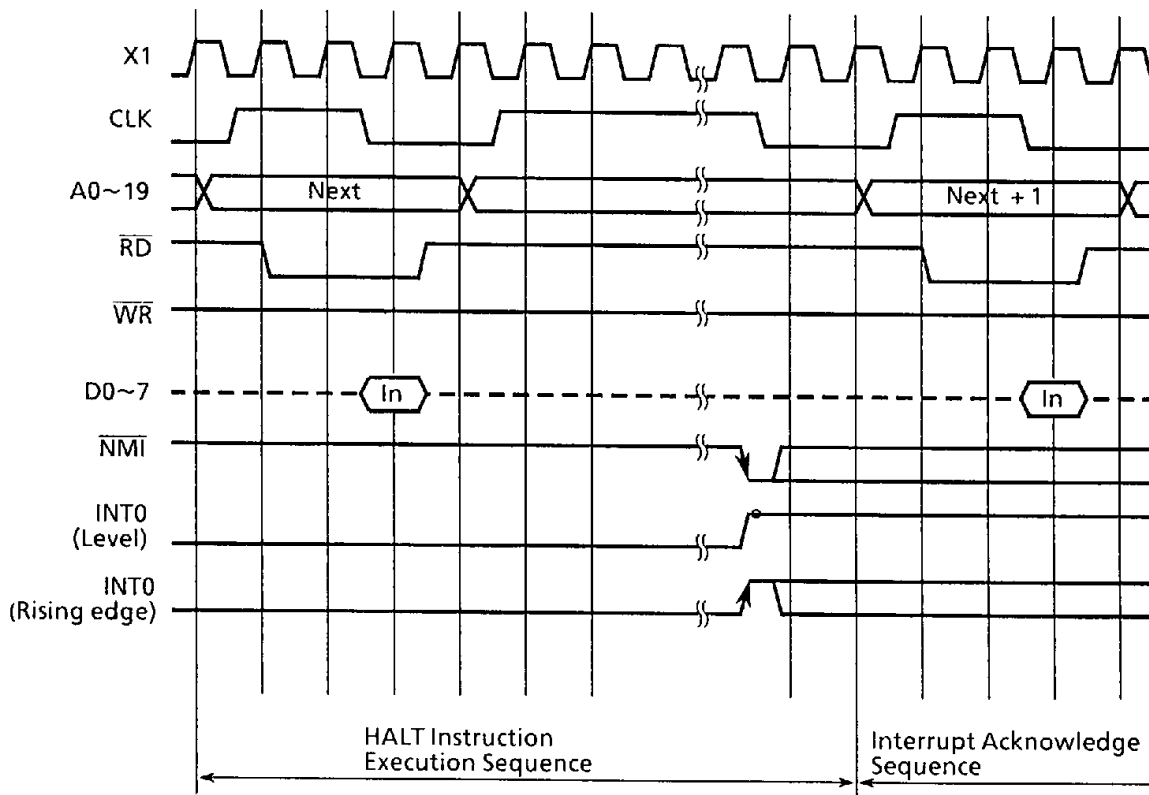 X1
CLK
A0~19
Next
Next + 1
RD
WR
D0~7
In
In
NMI
INT0
(Level)
INT0
(Rising edge)
HALT Instruction
Execution Sequence
Interrupt Acknowledge
Sequence